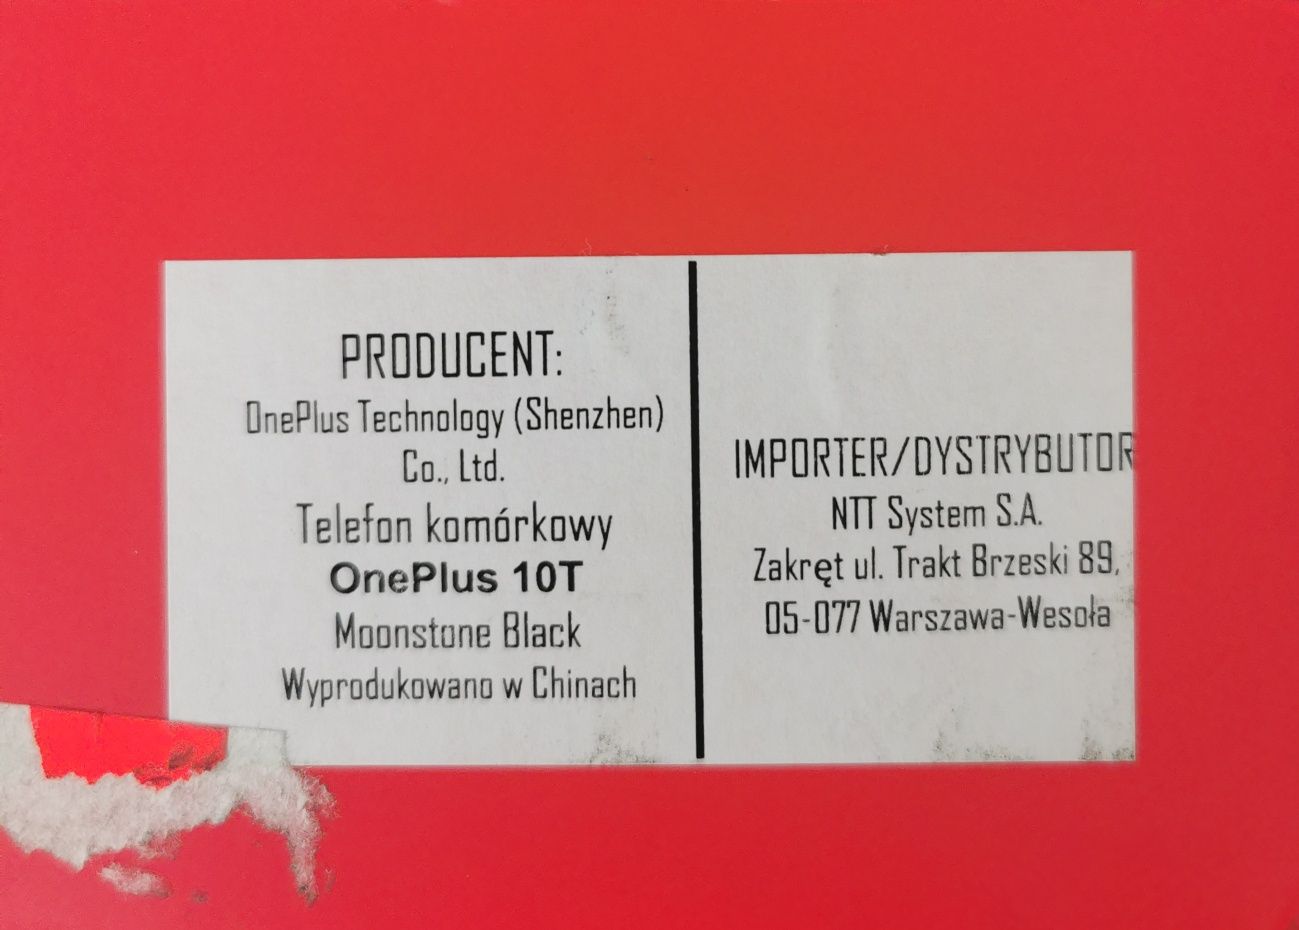 PRODUCENT:
OnePlus Technology (Shenzhen)
Co., Ltd.
Telefon komórkowy
OnePlus 10T
Moonstone Black
Wyprodukowano w Chinach
IMPORTER/DYSTRYBUTOR
NTT System S.A.
Zakręt ul. Trakt Brzeski 89,
05-077 Warszawa-Wesoła